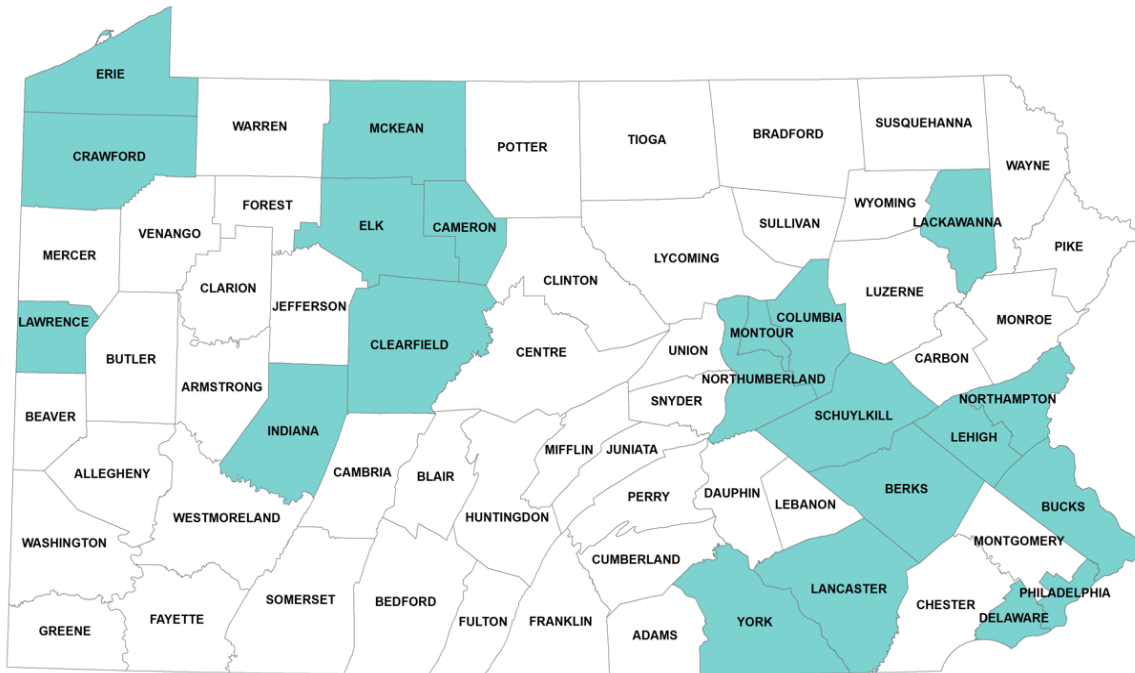 ERIE
WARREN
MCKEAN
POTTER
TIOGA
BRADFORD
SUSQUEHANNA
CRAWFORD
WAYNE
FOREST
WYOMING
VENANGO
ELK
CAMERON
SULLIVAN
LACKAWANNA
MERCER
PIKE
LYCOMING
CLARION
CLINTON
LUZERNE
JEFFERSON
LAWRENCE
COLUMBIA
MONROE
MONTOUR
CLEARFIELD
CENTRE
UNION
BUTLER
CARBON
NORTHUMBERLAND
ARMSTRONG
SNYDER
NORTHAMPTON
BEAVER
SCHUYLKILL
INDIANA
LEHIGH
MIFFLIN
JUNIATA
ALLEGHENY
CAMBRIA
BLAIR
DAUPHIN
BERKS
PERRY
LEBANON
BUCKS
WESTMORELAND
HUNTINGDON
WASHINGTON
MONTGOMERY
CUMBERLAND
LANCASTER
PHILADELPHIA
SOMERSET
BEDFORD
CHESTER
FAYETTE
FULTON
FRANKLIN
YORK
DELAWARE
GREENE
ADAMS